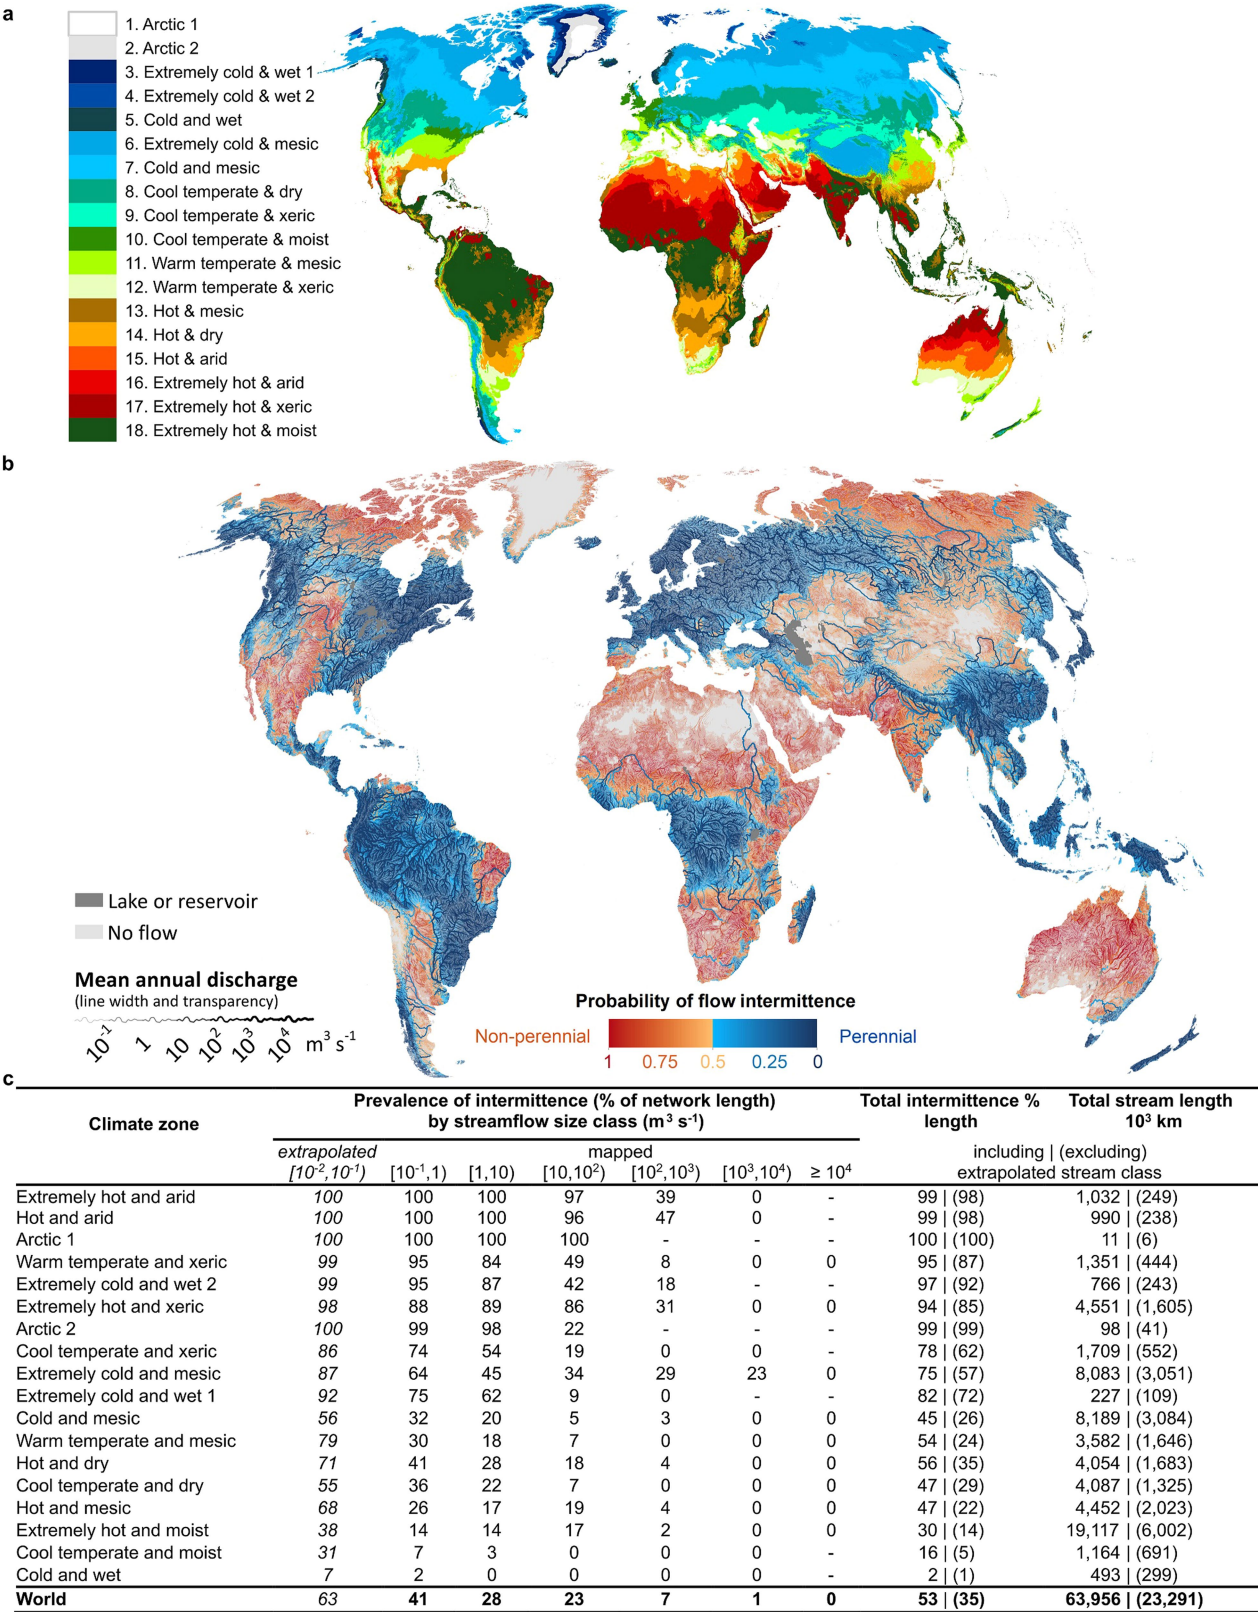 a
1. Arctic 1
2. Arctic 2
3. Extremely cold & wet 1
4. Extremely cold & wet 2
5. Cold and wet
6. Extremely cold & mesic
7. Cold and mesic
8. Cool temperate & dry
9. Cool temperate & xeric
10. Cool temperate & moist
11. Warm temperate & mesic
12. Warm temperate & xeric
13. Hot & mesic
14. Hot & dry
15. Hot & arid
16. Extremely hot & arid
17. Extremely hot & xeric
18. Extremely hot & moist
b
Lake or reservoir
No flow
Mean annual discharge
(line width and transparency)
10⁻¹ 1 10 10² 10³ 10⁴ m³ s⁻¹
Probability of flow intermittence
Non-perennial Perennial
1 0.75 0.5 0.25 0
c
Climate zone
Prevalence of intermittence (% of network length)
by streamflow size class (m³ s⁻¹)
Total intermittence %
length
Total stream length
10³ km
extrapolated mapped including | (excluding)
[10⁻²,10⁻¹) [10⁻¹,1) [1,10) [10,10²) [10²,10³) [10³,10⁴) ≥ 10⁴ extrapolated stream class
Extremely hot and arid 100 100 100 97 39 0 - 99 | (98) 1,032 | (249)
Hot and arid 100 100 100 96 47 0 - 99 | (98) 990 | (238)
Arctic 1 100 100 100 100 - - - 100 | (100) 11 | (6)
Warm temperate and xeric 99 95 84 49 8 0 0 95 | (87) 1,351 | (444)
Extremely cold and wet 2 99 95 87 42 18 - - 97 | (92) 766 | (243)
Extremely hot and xeric 98 88 89 86 31 0 0 94 | (85) 4,551 | (1,605)
Arctic 2 100 99 98 22 - - - 99 | (99) 98 | (41)
Cool temperate and xeric 86 74 54 19 0 0 - 78 | (62) 1,709 | (552)
Extremely cold and mesic 87 64 45 34 29 23 0 75 | (57) 8,083 | (3,051)
Extremely cold and wet 1 92 75 62 9 0 - - 82 | (72) 227 | (109)
Cold and mesic 56 32 20 5 3 0 0 45 | (26) 8,189 | (3,084)
Warm temperate and mesic 79 30 18 7 0 0 0 54 | (24) 3,582 | (1,646)
Hot and dry 71 41 28 18 4 0 0 56 | (35) 4,054 | (1,683)
Cool temperate and dry 55 36 22 7 0 0 0 47 | (29) 4,087 | (1,325)
Hot and mesic 68 26 17 19 4 0 0 47 | (22) 4,452 | (2,023)
Extremely hot and moist 38 14 14 17 2 0 0 30 | (14) 19,117 | (6,002)
Cool temperate and moist 31 7 3 0 0 0 - 16 | (5) 1,164 | (691)
Cold and wet 7 2 0 0 0 0 - 2 | (1) 493 | (299)
World 63 41 28 23 7 1 0 53 | (35) 63,956 | (23,291)